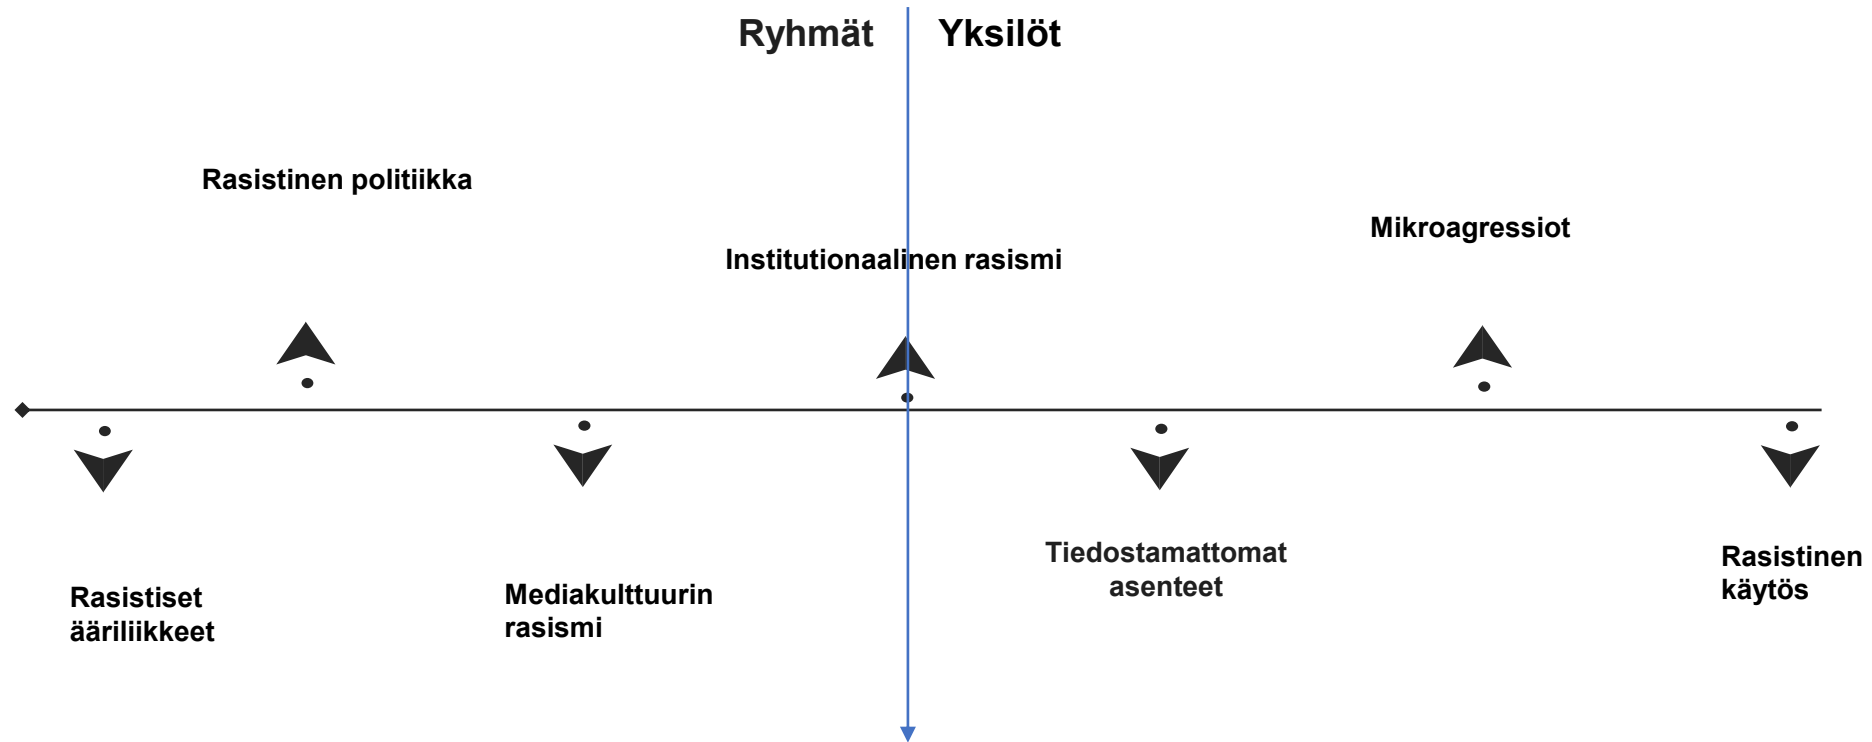 Ryhmät
Yksilöt
Rasistinen politiikka
Mikroagressiot
Institutionaalinen rasismi
Tiedostamattomat
asenteet
Rasistinen
käytös
Rasistiset
ääriliikkeet
Mediakulttuurin
rasismi